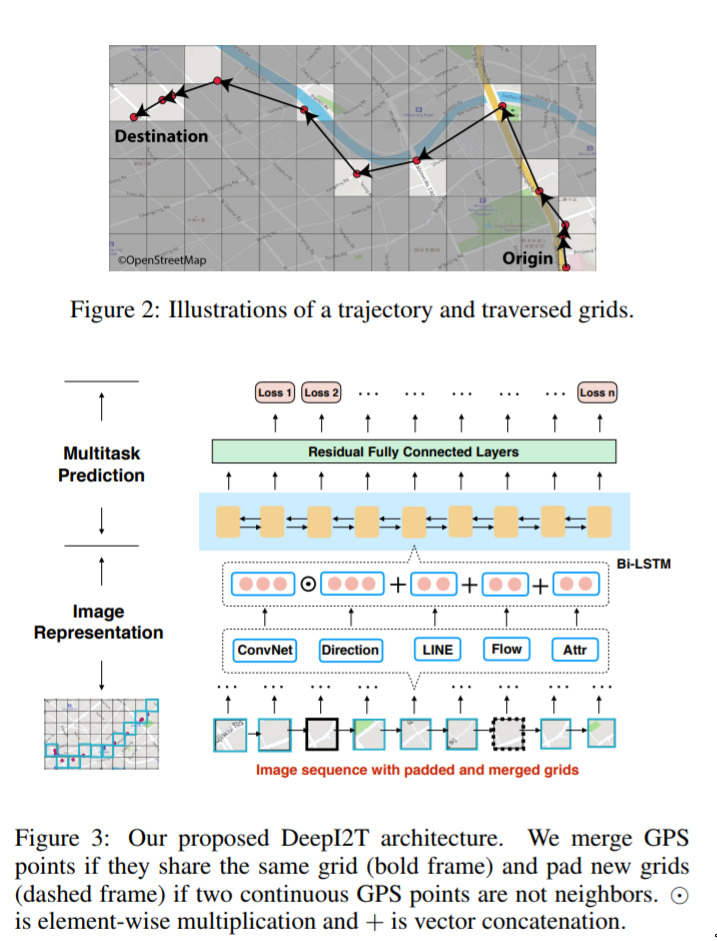 Destination
Origin
©OpenStreetMap
Figure 2: Illustrations of a trajectory and traversed grids.
Loss 1 Loss 2 ... ... ... ... ... Loss n
Multitask
Prediction
Residual Fully Connected Layers
Bi-LSTM
⊙ + + +
Image
Representation
ConvNet Direction LINE Flow Attr
... ... ... ... ... ... ... ... ...
Image sequence with padded and merged grids
Figure 3: Our proposed DeepI2T architecture. We merge GPS
points if they share the same grid (bold frame) and pad new grids
(dashed frame) if two continuous GPS points are not neighbors. ⊙
is element-wise multiplication and + is vector concatenation.